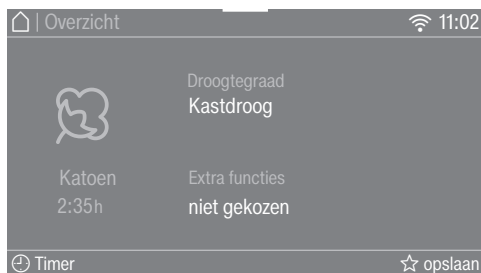 | Overzicht
11:02
Droogtegraad
Kastdroog
Katoen
2:35h
Extra functies
niet gekozen
Timer
opslaan